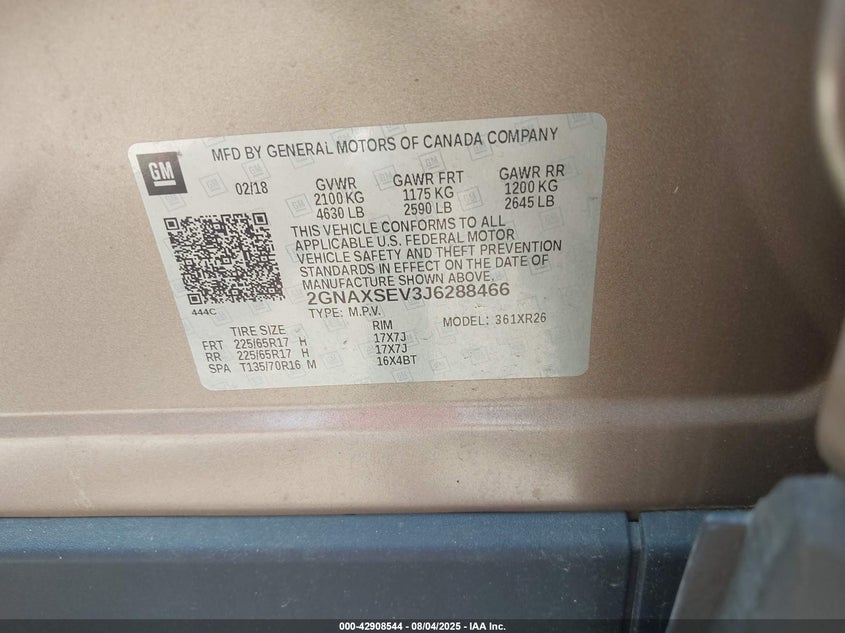 MFD BY GENERAL MOTORS OF CANADA COMPANY
GM
02/18 GVWR GAWR FRT GAWR RR
2100 KG 1175 KG 1200 KG
4630 LB 2590 LB 2645 LB
THIS VEHICLE CONFORMS TO ALL
APPLICABLE U.S. FEDERAL MOTOR
VEHICLE SAFETY AND THEFT PREVENTION
STANDARDS IN EFFECT ON THE DATE OF
MANUFACTURE SHOWN ABOVE.
2GNAXSEV3J6288466
444C
TYPE: M.P.V. MODEL: 361XR26
TIRE SIZE RIM
FRT 225/65R17 H 17X7J
RR 225/65R17 H 17X7J
SPA T135/70R16 M 16X4BT
000-42908544 - 08/04/2025 - IAA Inc.